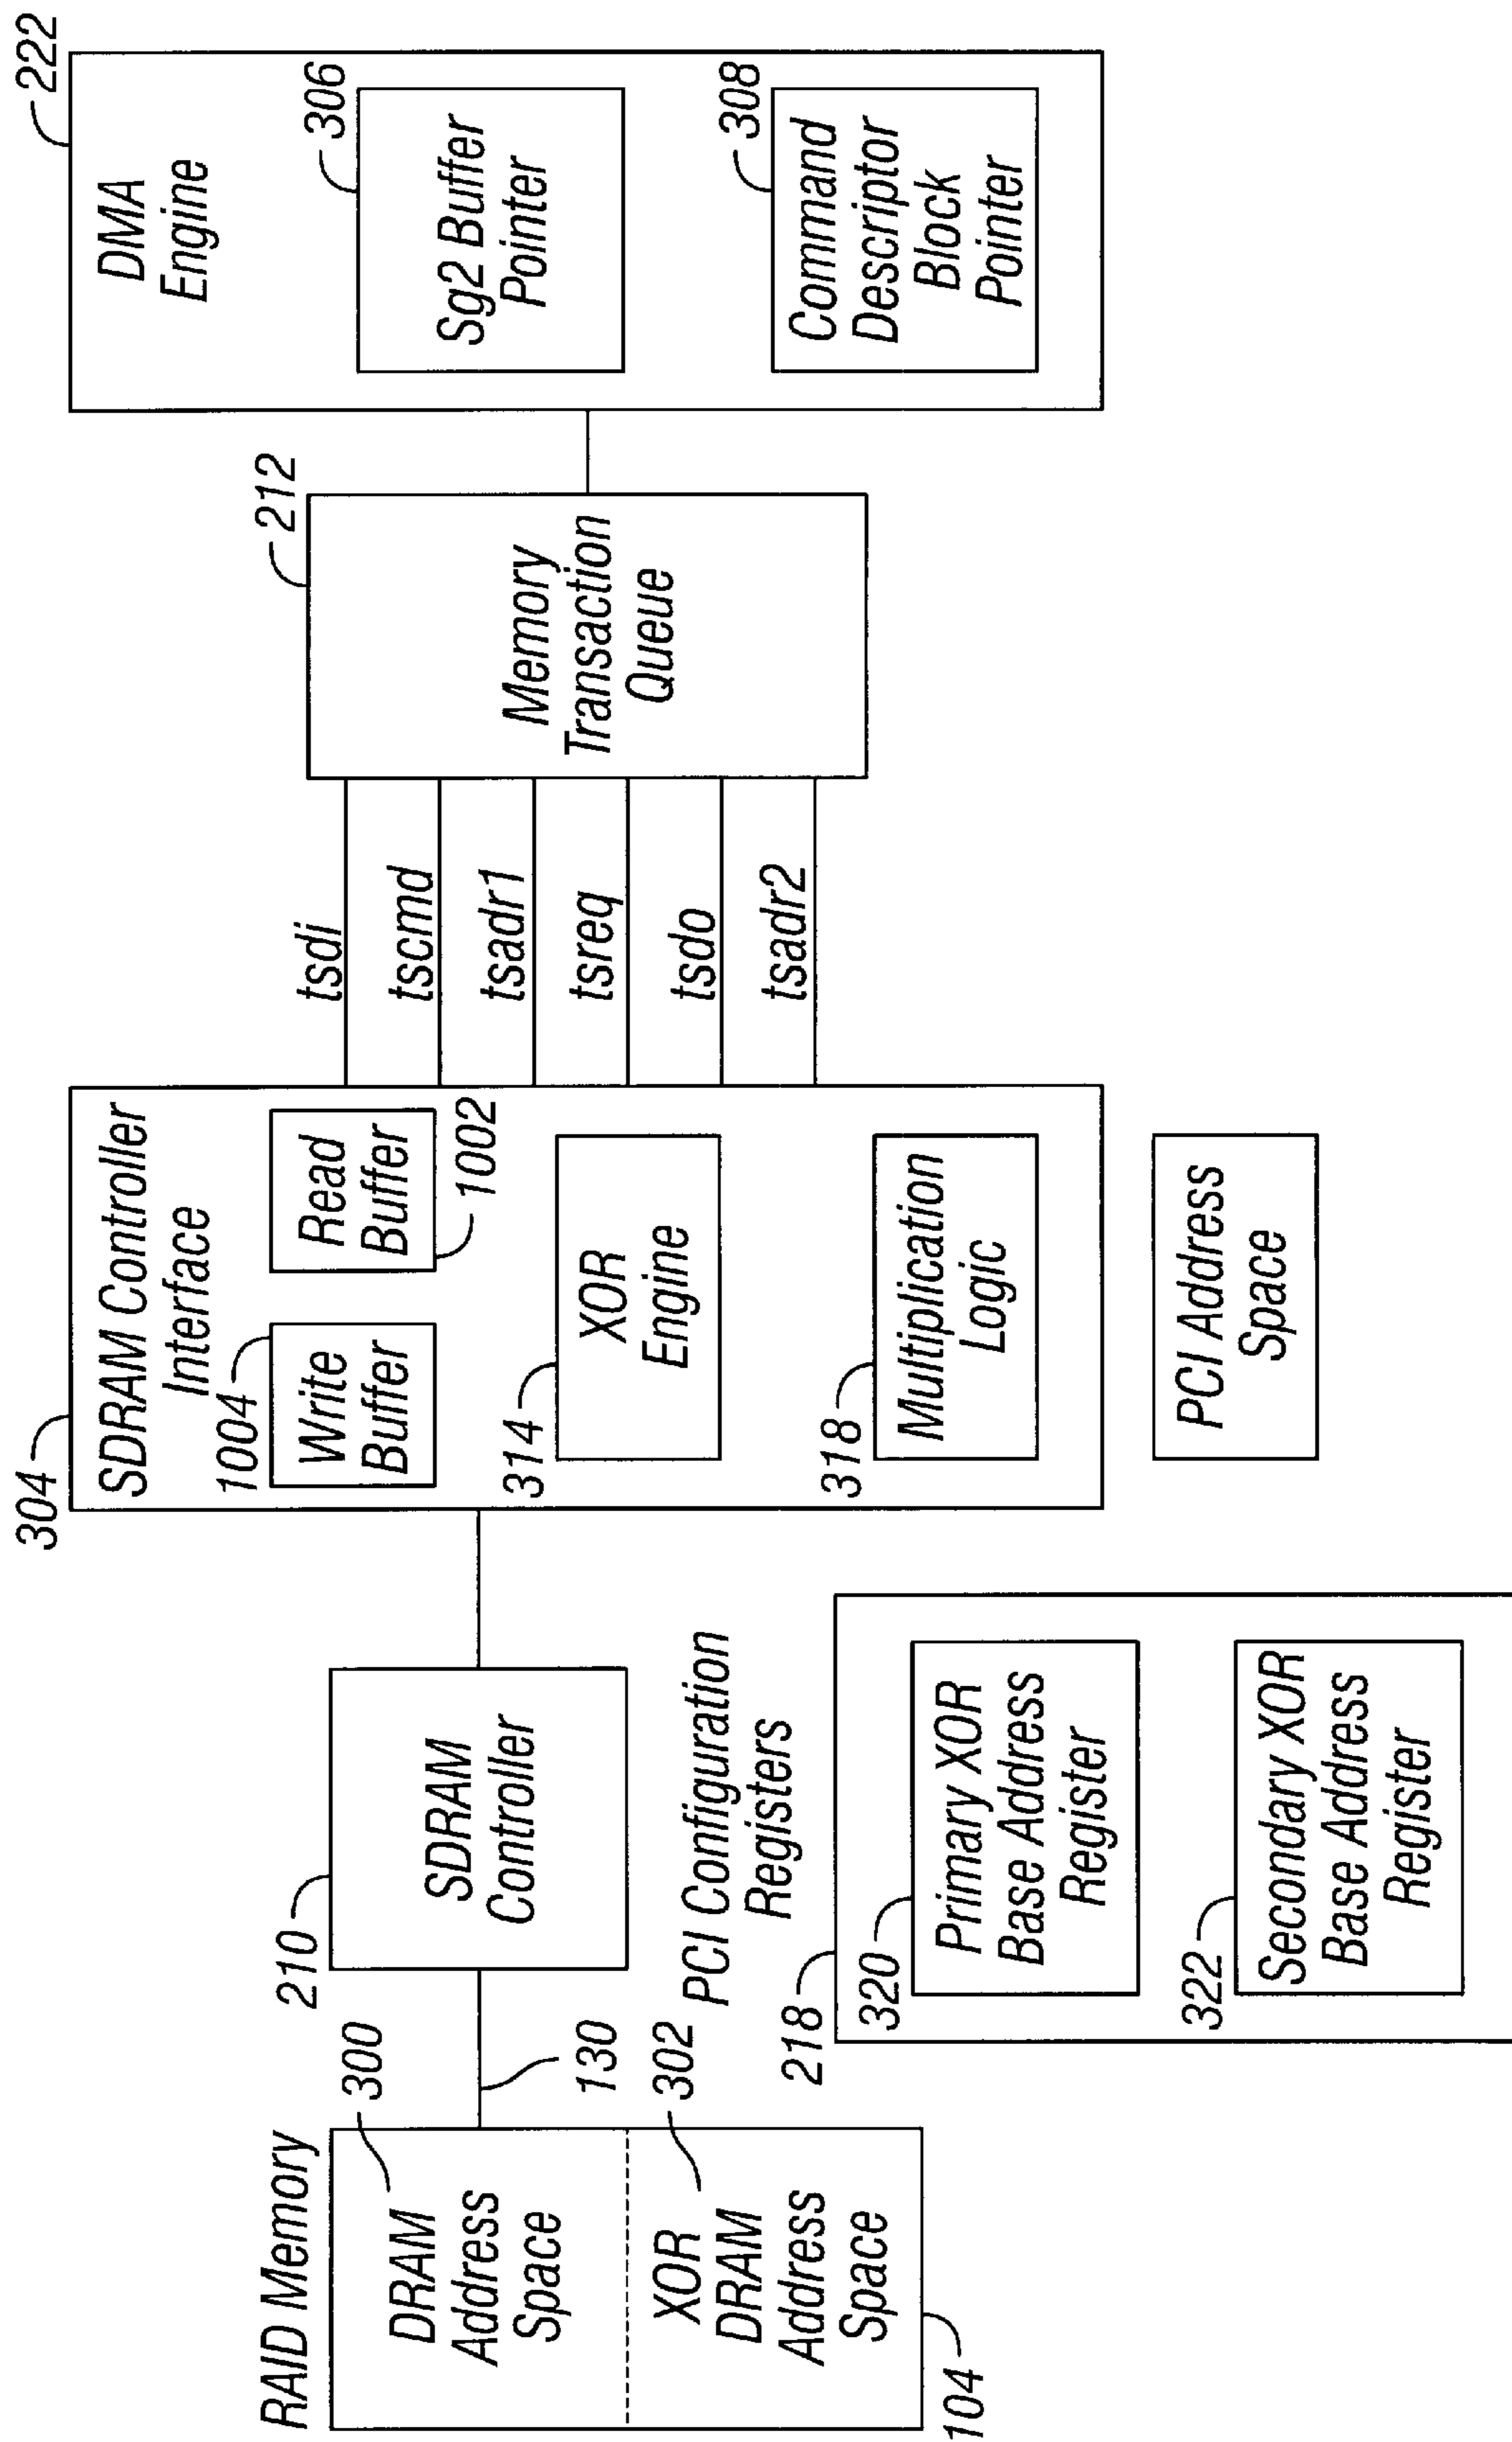 RAID Memory
DRAM
Address
Space
300
XOR
DRAM
Address
Space
302
104
130
210
SDRAM
Controller
PCI Configuration
Registers
218
320
Primary XOR
Base Address
Register
322
Secondary XOR
Base Address
Register
304
SDRAM Controller
Interface
1004
Write
Buffer
Read
Buffer
1002
314
XOR
Engine
318
Multiplication
Logic
PCI Address
Space
tsdi
tscmd
tsadr1
tsreq
tsdo
tsadr2
212
Memory
Transaction
Queue
222
DMA
Engine
306
Sg2 Buffer
Pointer
308
Command
Descriptor
Block
Pointer